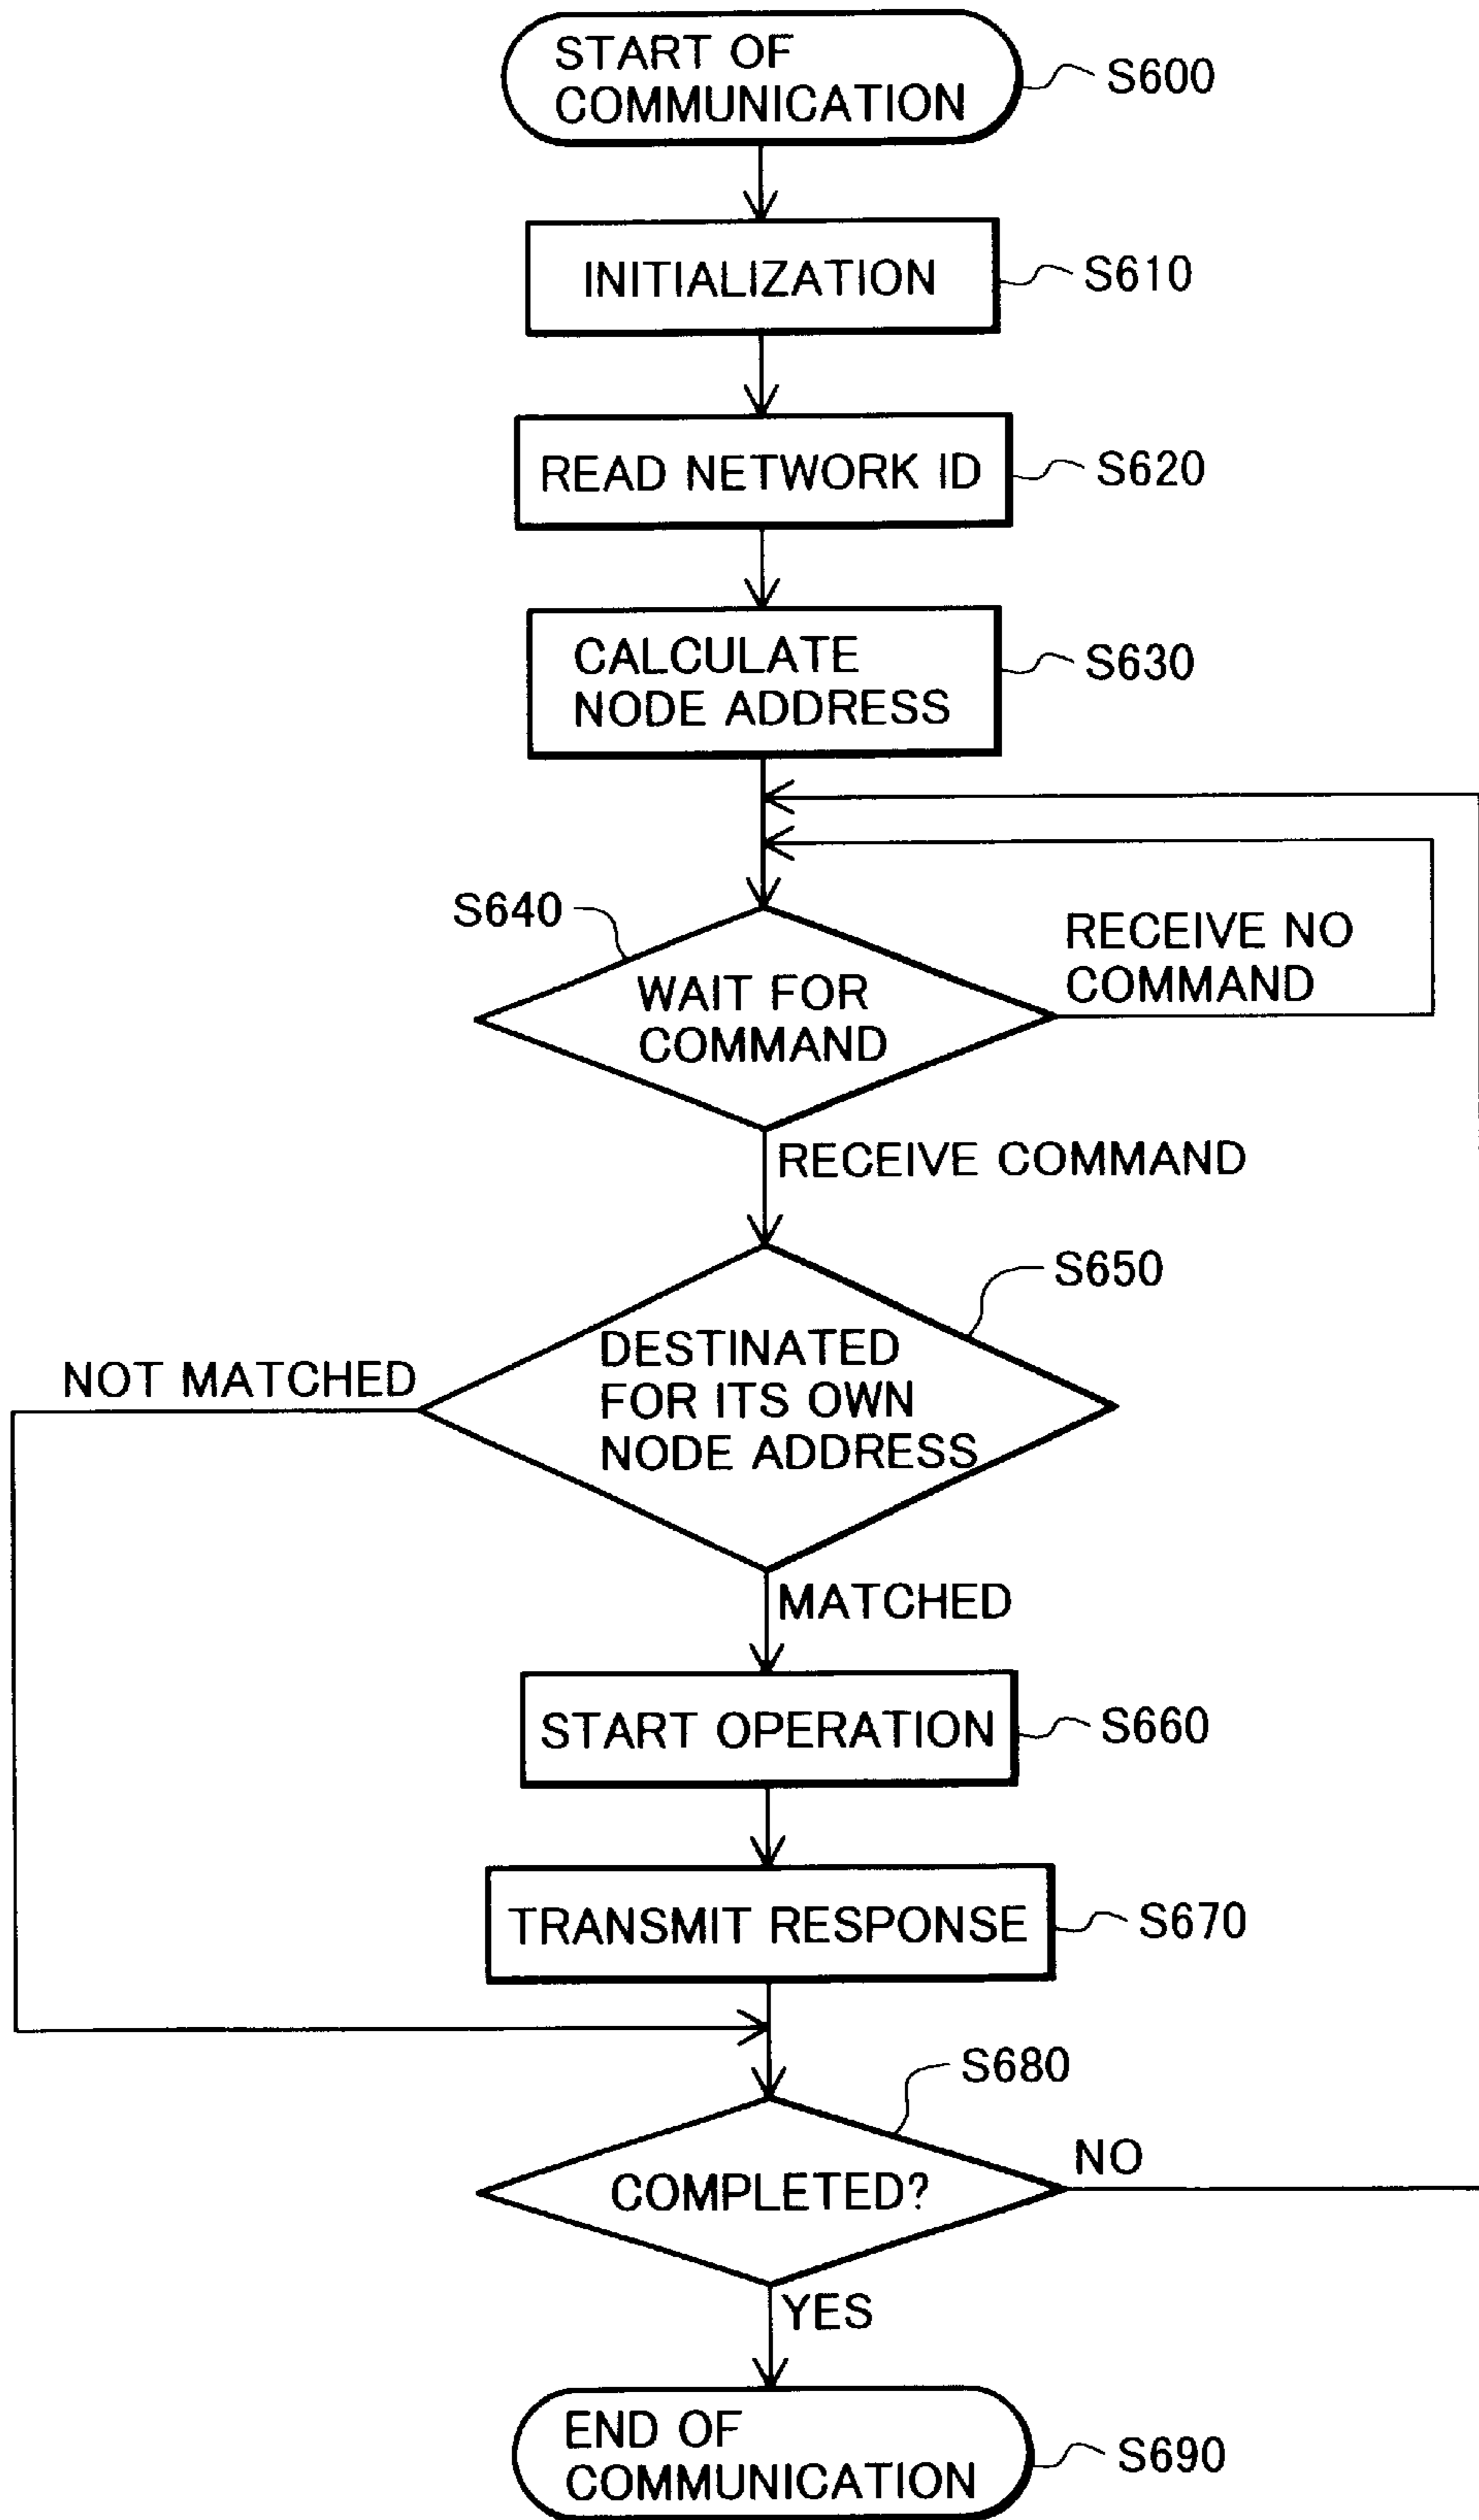 START OF
COMMUNICATION
S600
INITIALIZATION
S610
READ NETWORK ID
S620
CALCULATE
NODE ADDRESS
S630
S640
WAIT FOR
COMMAND
RECEIVE NO
COMMAND
RECEIVE COMMAND
S650
DESTINATED
FOR ITS OWN
NODE ADDRESS
NOT MATCHED
MATCHED
START OPERATION
S660
TRANSMIT RESPONSE
S670
S680
COMPLETED?
NO
YES
END OF
COMMUNICATION
S690